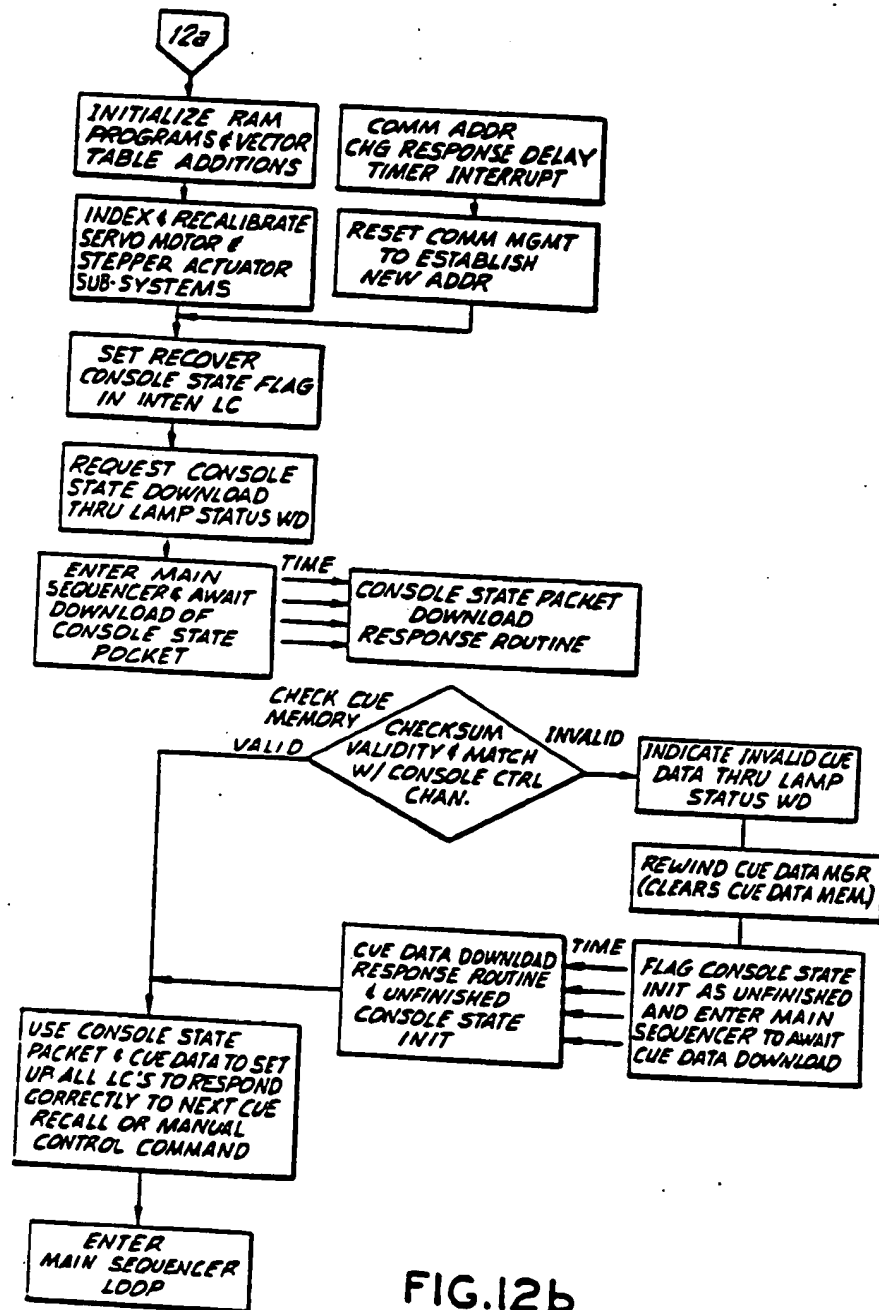 12a
INITIALIZE RAM
PROGRAMS & VECTOR
TABLE ADDITIONS
COMM ADDR
CHG RESPONSE DELAY
TIMER INTERRUPT
INDEX & RECALIBRATE
SERVO MOTOR &
STEPPER ACTUATOR
SUB-SYSTEMS
RESET COMM MGMT
TO ESTABLISH
NEW ADDR
SET RECOVER
CONSOLE STATE FLAG
IN INTEN LC
REQUEST CONSOLE
STATE DOWNLOAD
THRU LAMP STATUS WD
ENTER MAIN
SEQUENCER & AWAIT
DOWNLOAD OF
CONSOLE STATE
POCKET
TIME
CONSOLE STATE PACKET
DOWNLOAD
RESPONSE ROUTINE
CHECK CUE
MEMORY
VALID
CHECKSUM
VALIDITY & MATCH
W/ CONSOLE CTRL
CHAN.
INVALID
INDICATE INVALID CUE
DATA THRU LAMP
STATUS WD
REWIND CUE DATA MGR
(CLEARS CUE DATA MEM.)
FLAG CONSOLE STATE
INIT AS UNFINISHED
AND ENTER MAIN
SEQUENCER TO AWAIT
CUE DATA DOWNLOAD
TIME
CUE DATA DOWNLOAD
RESPONSE ROUTINE
& UNFINISHED
CONSOLE STATE
INIT
USE CONSOLE STATE
PACKET & CUE DATA TO SET
UP ALL LC'S TO RESPOND
CORRECTLY TO NEXT CUE
RECALL OR MANUAL
CONTROL COMMAND
ENTER
MAIN SEQUENCER
LOOP
FIG.12b